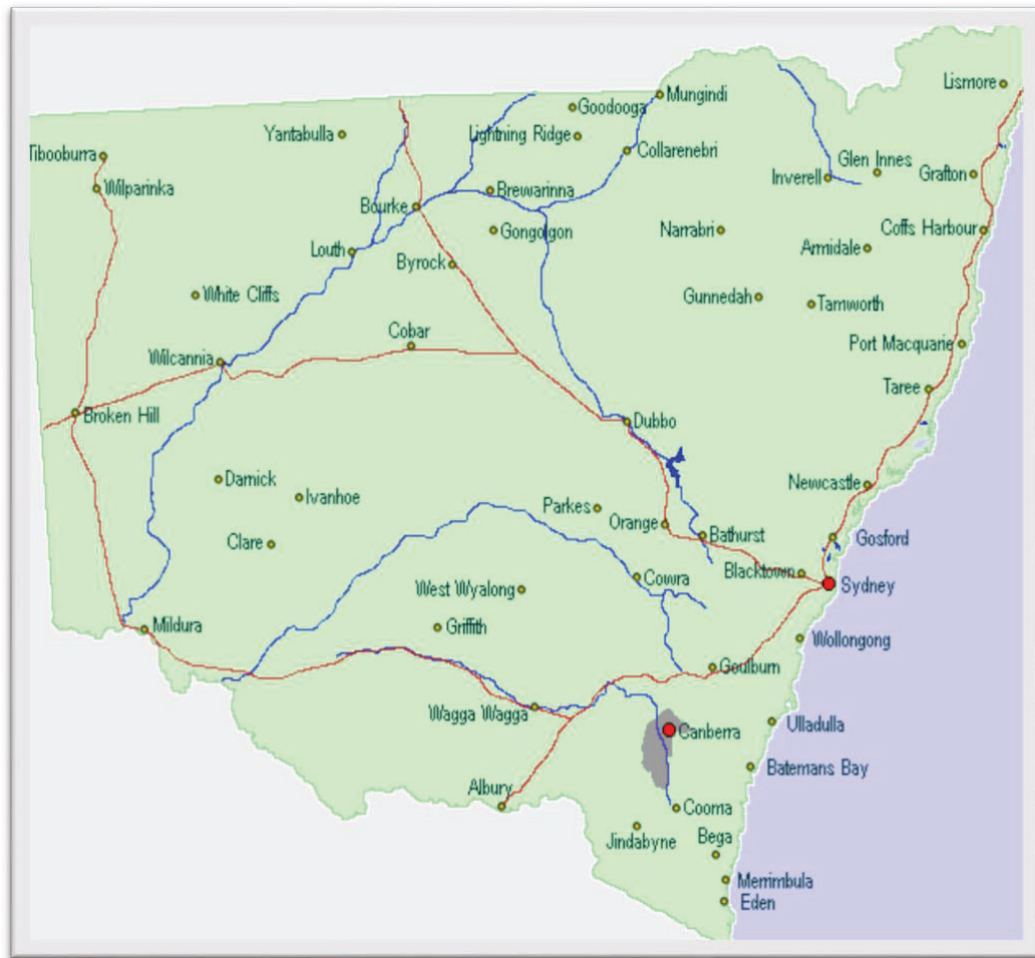 Lismore
Mungindi
Goodooga
Yantabulla
Lightning Ridge
Collarenebri
Tibooburra
Glen Innes
Wilparinka
Inverell
Grafton
Brewarinna
Bourke
Gongolgon
Narrabri
Coffs Harbour
Louth
Byrock
Armidale
White Cliffs
Gunnedah
Tamworth
Cobar
Port Macquarie
Wilcannia
Taree
Broken Hill
Dubbo
Darnick
Newcastle
Ivanhoe
Parkes
Orange
Bathurst
Gosford
Clare
Blacktown
Cowra
Sydney
West Wyalong
Mildura
Griffith
Wollongong
Goulburn
Wagga Wagga
Ulladulla
Canberra
Batemans Bay
Albury
Cooma
Jindabyne
Bega
Merrimbula
Eden